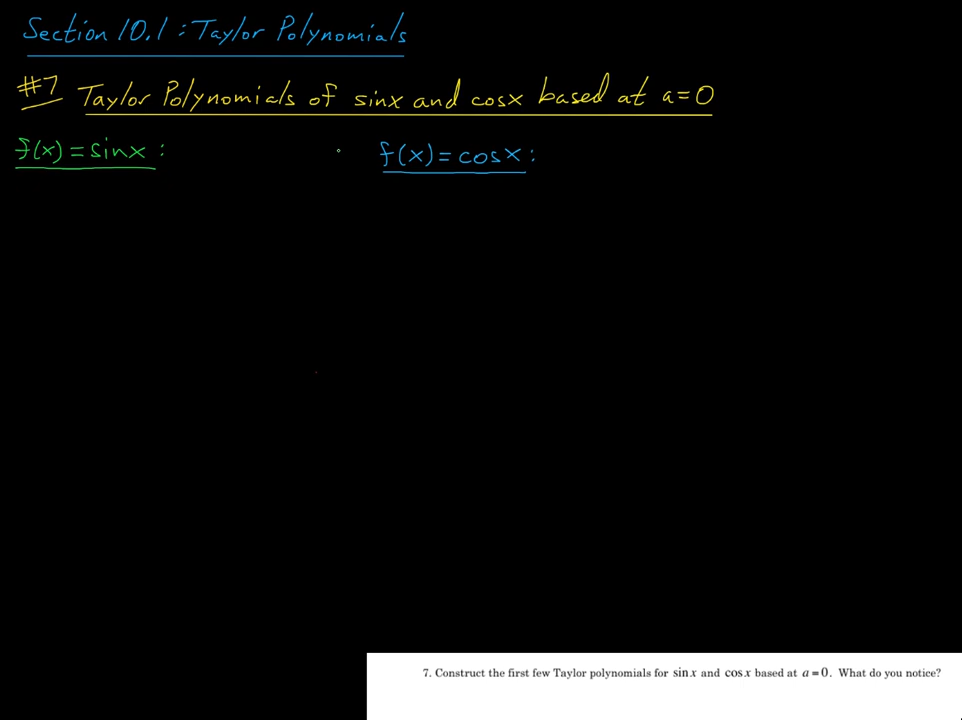 Section 10.1: Taylor Polynomials
#7 Taylor Polynomials of sinx and cosx based at a=0
f(x)=sinx:
f(x)=cosx:
7. Construct the first few Taylor polynomials for sin x and cos x based at a=0. What do you notice?